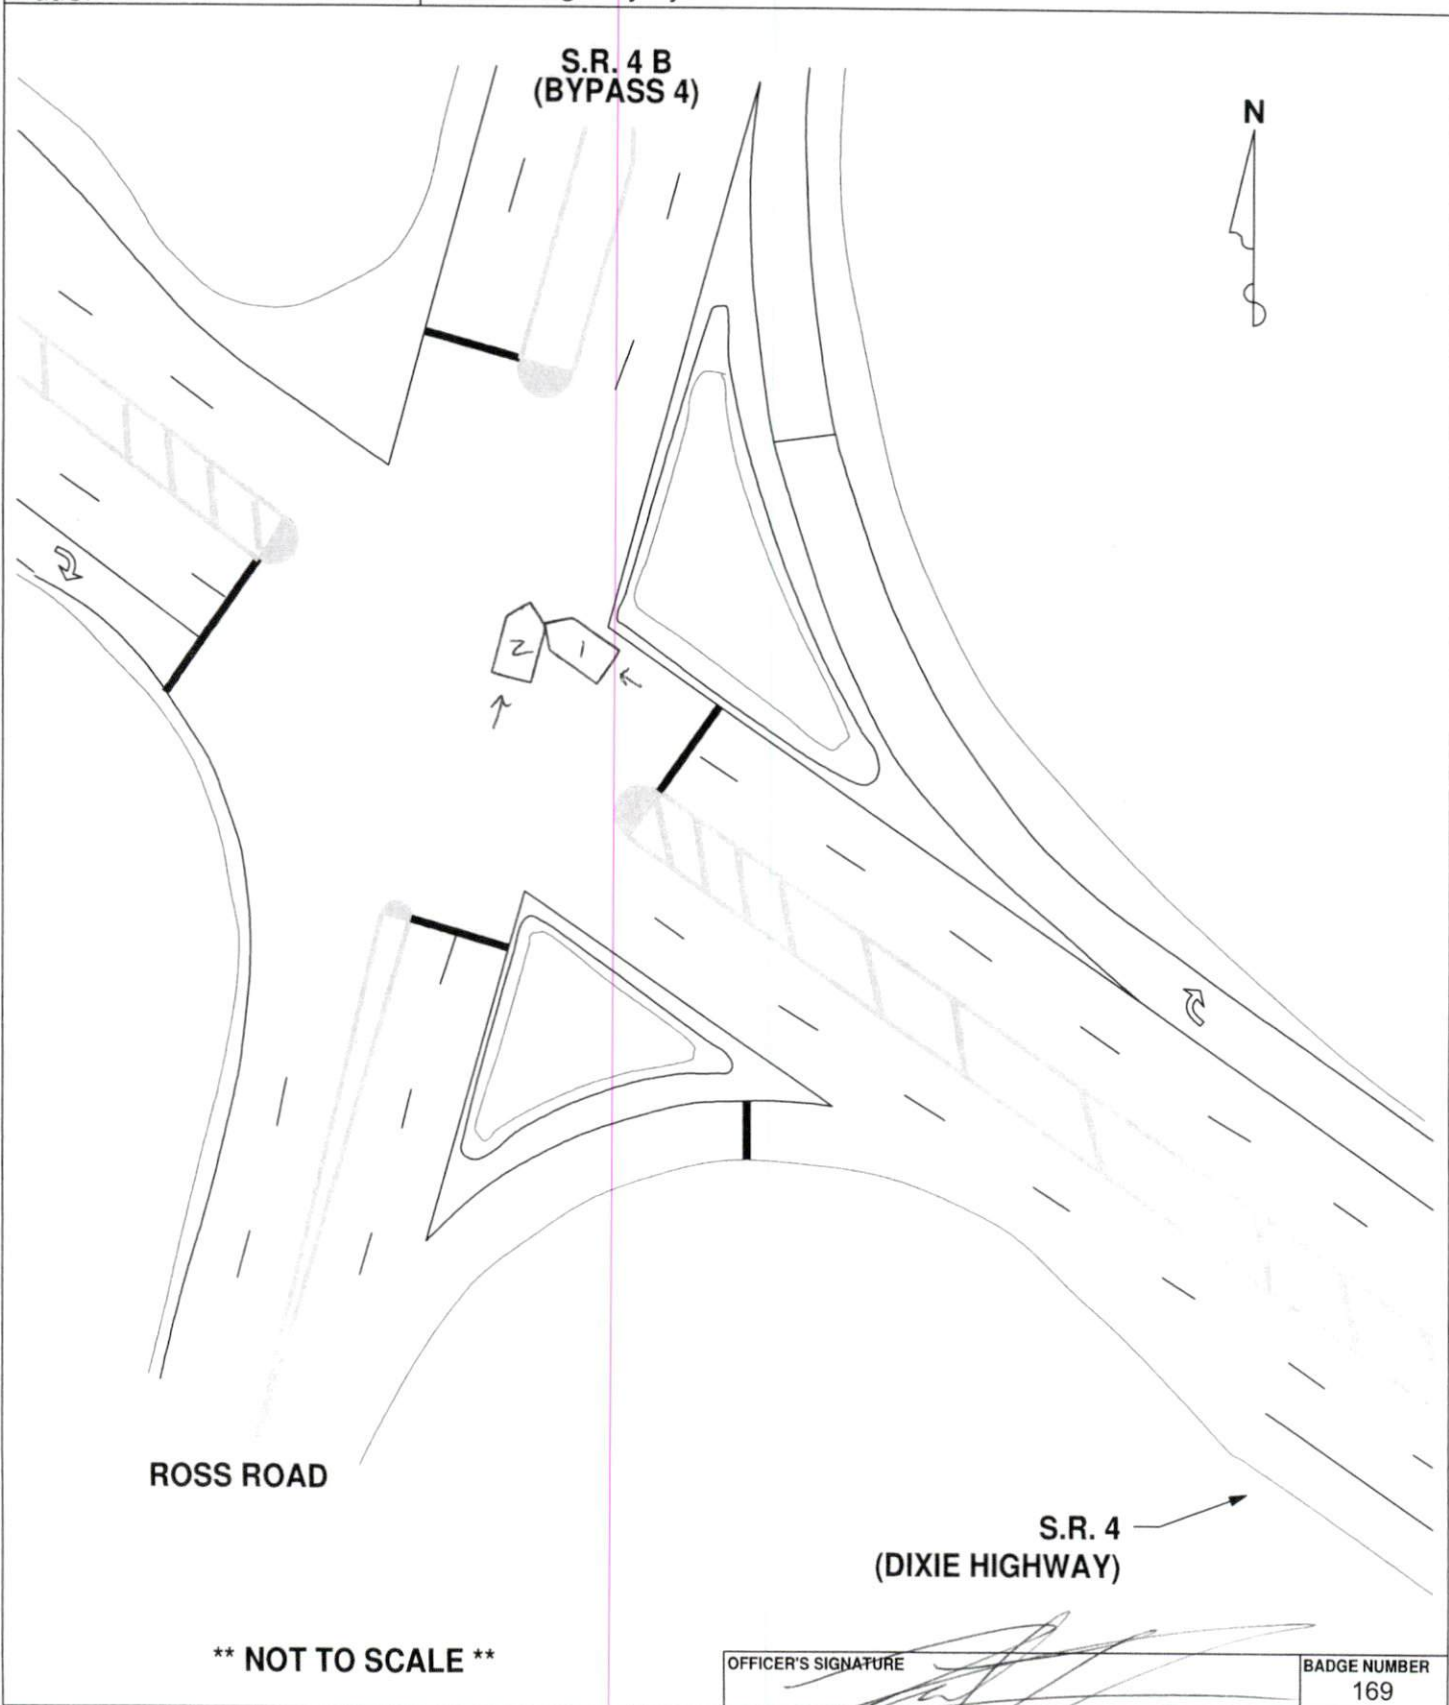 S.R. 4 B
(BYPASS 4)
N
2
1
ROSS ROAD
S.R. 4
(DIXIE HIGHWAY)
** NOT TO SCALE **
OFFICER'S SIGNATURE
BADGE NUMBER
169